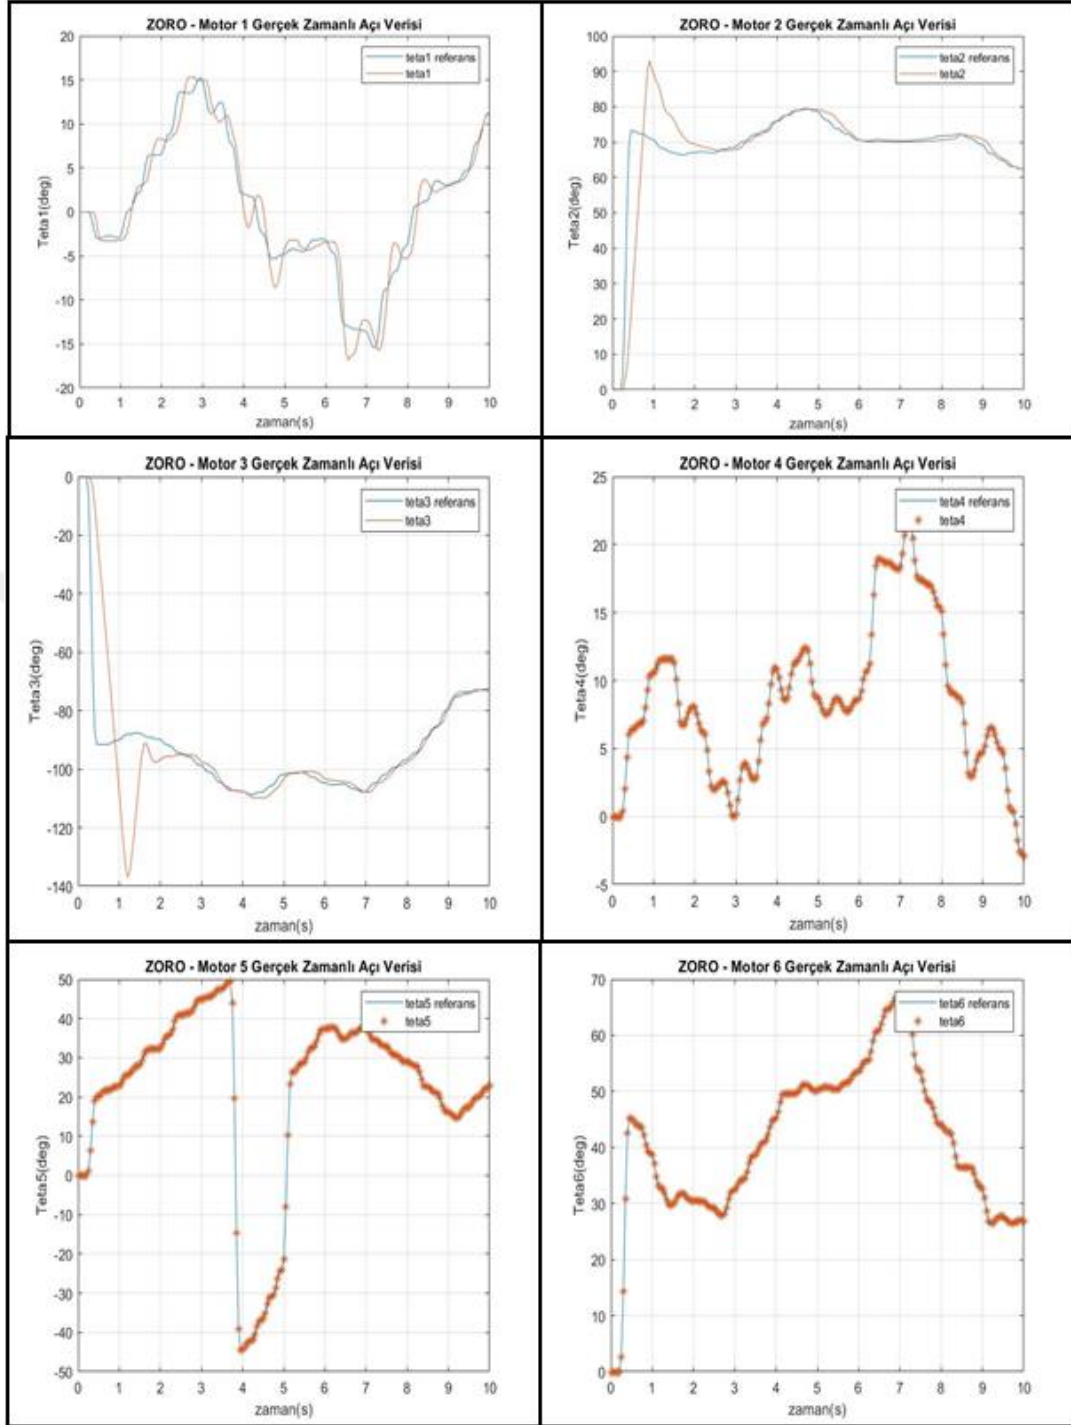 ZORO - Motor 1 Gerçek Zamanlı Açı Verisi
teta1 referans
teta1
20
15
10
5
0
-5
-10
-15
-20
Teta1(deg)
0 1 2 3 4 5 6 7 8 9 10
zaman(s)
ZORO - Motor 2 Gerçek Zamanlı Açı Verisi
teta2 referans
teta2
100
90
80
70
60
50
40
30
20
10
0
Teta2(deg)
0 1 2 3 4 5 6 7 8 9 10
zaman(s)
ZORO - Motor 3 Gerçek Zamanlı Açı Verisi
teta3 referans
teta3
0
-20
-40
-60
-80
-100
-120
-140
Teta3(deg)
0 1 2 3 4 5 6 7 8 9 10
zaman(s)
ZORO - Motor 4 Gerçek Zamanlı Açı Verisi
teta4 referans
teta4
25
20
15
10
5
0
-5
Teta4(deg)
0 1 2 3 4 5 6 7 8 9 10
zaman(s)
ZORO - Motor 5 Gerçek Zamanlı Açı Verisi
teta5 referans
teta5
50
40
30
20
10
0
-10
-20
-30
-40
-50
Teta5(deg)
0 1 2 3 4 5 6 7 8 9 10
zaman(s)
ZORO - Motor 6 Gerçek Zamanlı Açı Verisi
teta6 referans
teta6
70
60
50
40
30
20
10
0
Teta6(deg)
0 1 2 3 4 5 6 7 8 9 10
zaman(s)